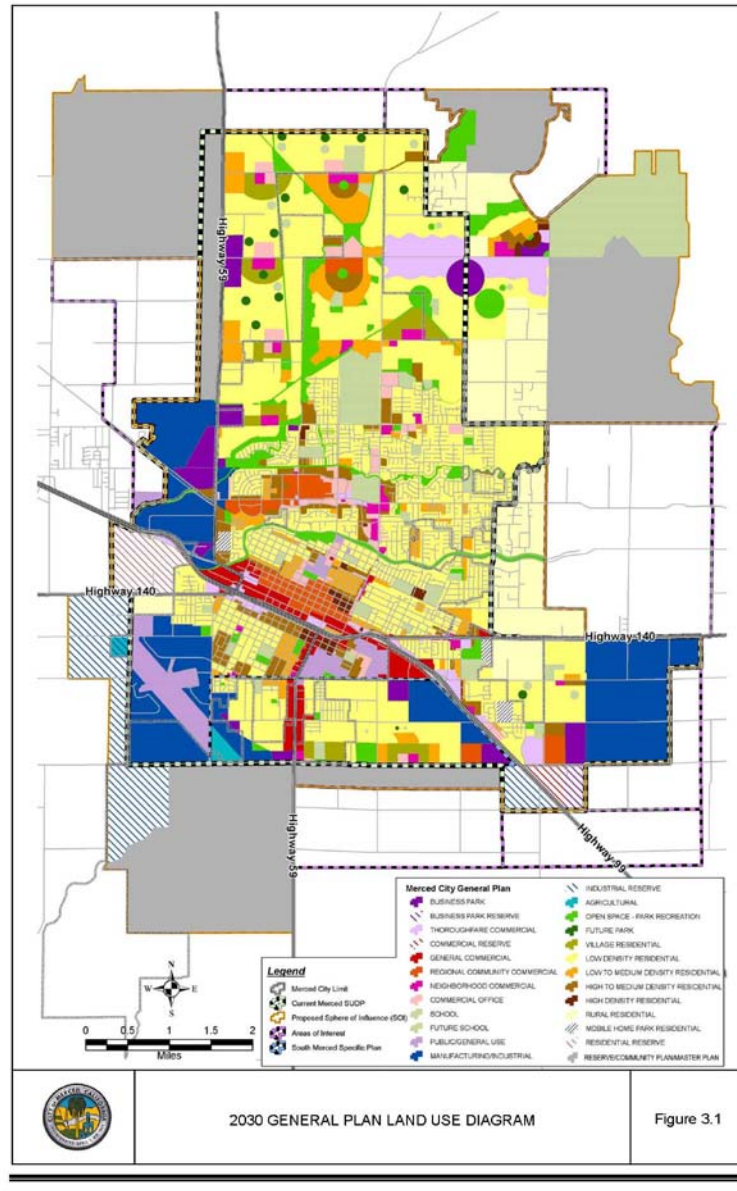 Highway 59
Highway 140
Highway 140
Highway 59
Highway 99
Merced City General Plan
BUSINESS PARK
BUSINESS PARK RESERVE
THOROUGHFARE COMMERCIAL
COMMERCIAL RESERVE
GENERAL COMMERCIAL
REGIONAL COMMUNITY COMMERCIAL
NEIGHBORHOOD COMMERCIAL
COMMERCIAL OFFICE
SCHOOL
FUTURE SCHOOL
PUBLIC/GENERAL USE
MANUFACTURING/INDUSTRIAL
INDUSTRIAL RESERVE
AGRICULTURAL
OPEN SPACE - PARK RECREATION
FUTURE PARK
VILLAGE RESIDENTIAL
LOW DENSITY RESIDENTIAL
LOW TO MEDIUM DENSITY RESIDENTIAL
HIGH TO MEDIUM DENSITY RESIDENTIAL
HIGH DENSITY RESIDENTIAL
RURAL RESIDENTIAL
MOBILE HOME PARK RESIDENTIAL
RESIDENTIAL RESERVE
RESERVE/COMMUNITY PLAN/MASTER PLAN
Legend
Merced City Limit
Current Merced SUDP
Proposed Sphere of Influence (SOI)
Areas of Interest
South Merced Specific Plan
N
W E
S
0 0.5 1 2
Miles
CITY OF MERCED, CALIFORNIA
2030 GENERAL PLAN LAND USE DIAGRAM
Figure 3.1